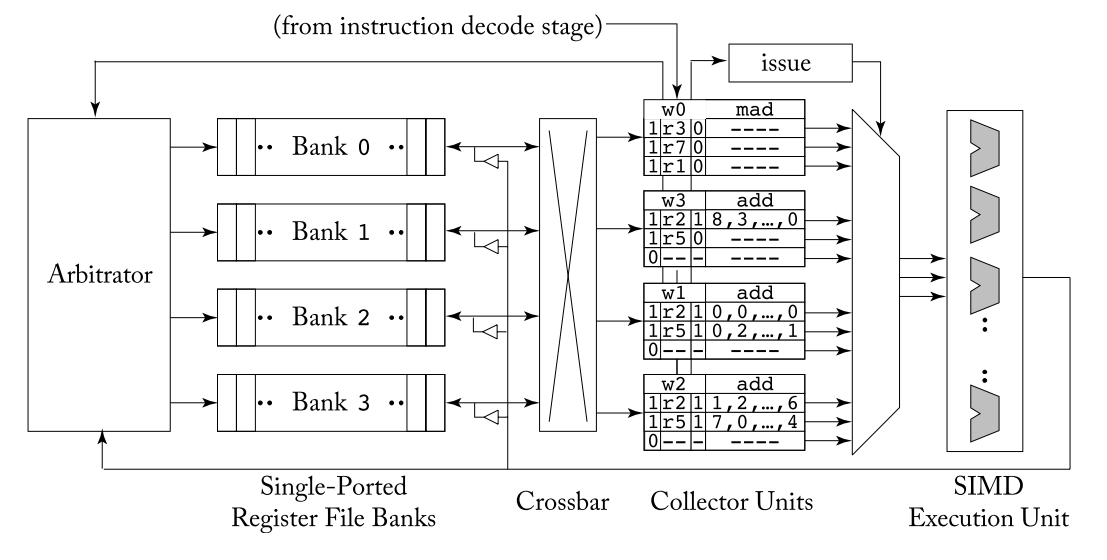 (from instruction decode stage)
issue
Arbitrator
·· Bank 0 ··
·· Bank 1 ··
·· Bank 2 ··
·· Bank 3 ··
w0 mad
1 r3 0 ----
1 r7 0 ----
1 r1 0 ----
w3 add
1 r2 1 8,3,…,0
1 r5 0 ----
0 -- - ----
w1 add
1 r2 1 0,0,…,0
1 r5 1 0,2,…,1
0 -- - ----
w2 add
1 r2 1 1,2,…,6
1 r5 1 7,0,…,4
0 -- - ----
Single-Ported
Register File Banks
Crossbar
Collector Units
SIMD
Execution Unit